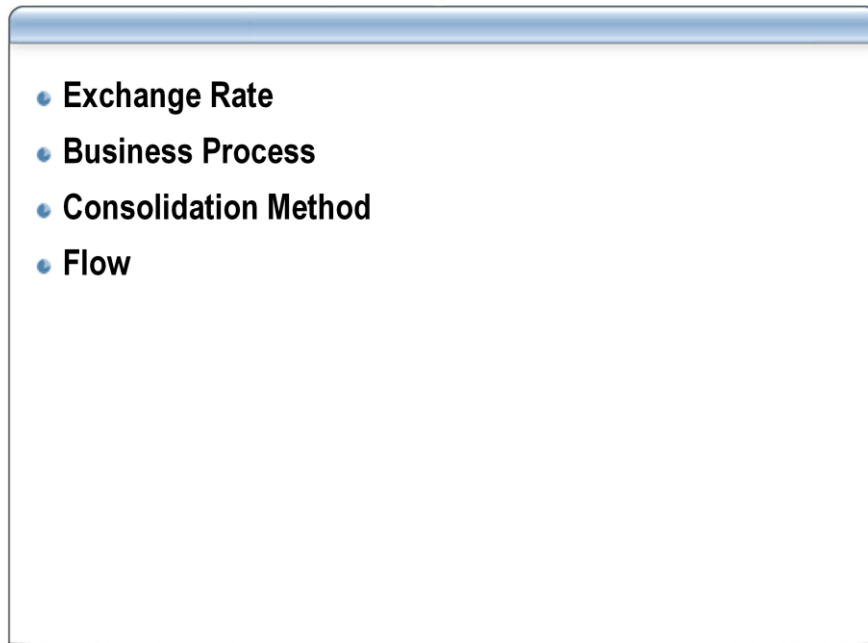 Exchange Rate
Business Process
Consolidation Method
Flow